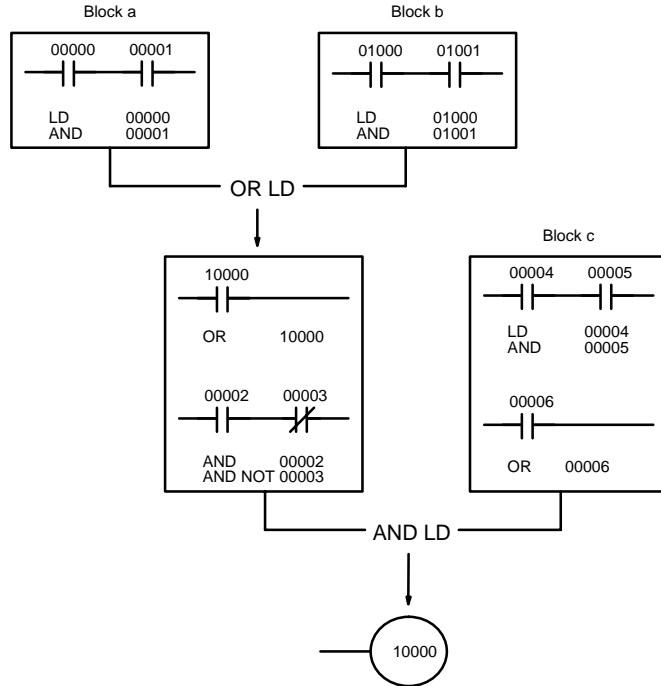 Block a
Block b
00000 00001
LD 00000
AND 00001
01000 01001
LD 01000
AND 01001
OR LD
Block c
10000
OR 10000
00002 00003
AND 00002
AND NOT 00003
00004 00005
LD 00004
AND 00005
00006
OR 00006
AND LD
10000